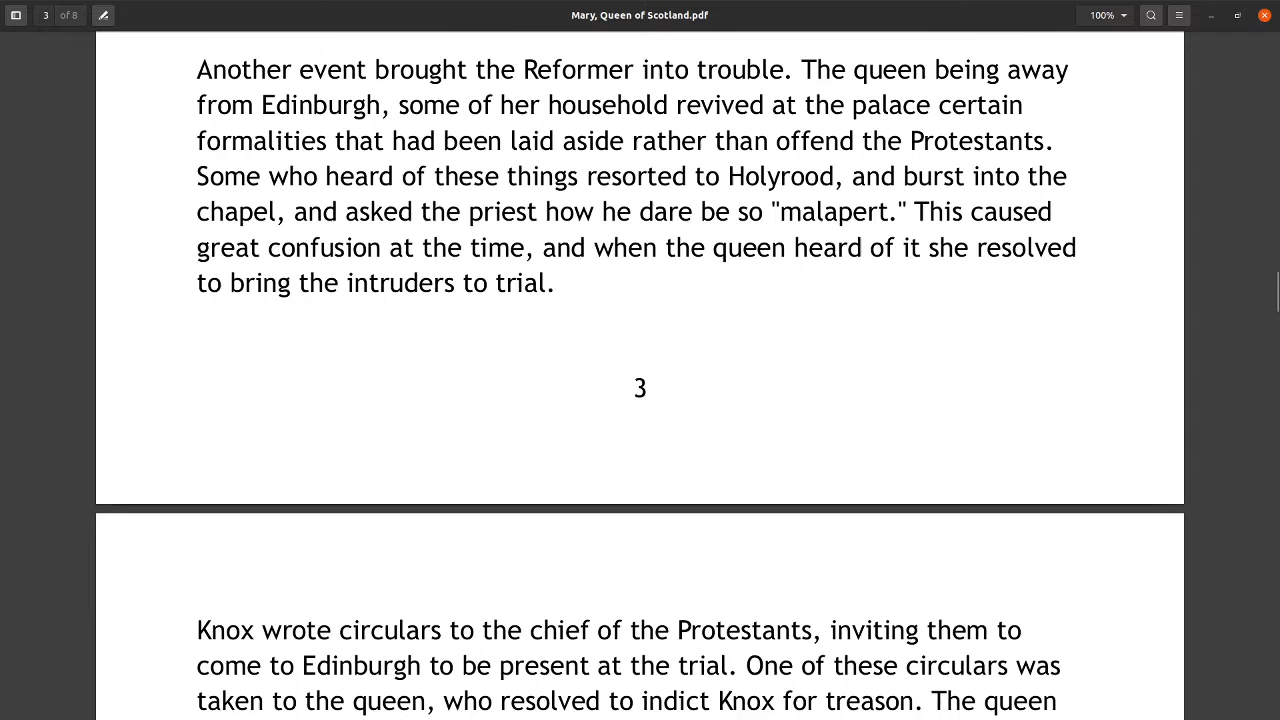 3 of 8
Mary, Queen of Scotland.pdf
100%
Another event brought the Reformer into trouble. The queen being away
from Edinburgh, some of her household revived at the palace certain
formalities that had been laid aside rather than offend the Protestants.
Some who heard of these things resorted to Holyrood, and burst into the
chapel, and asked the priest how he dare be so "malapert." This caused
great confusion at the time, and when the queen heard of it she resolved
to bring the intruders to trial.
3
Knox wrote circulars to the chief of the Protestants, inviting them to
come to Edinburgh to be present at the trial. One of these circulars was
taken to the queen, who resolved to indict Knox for treason. The queen